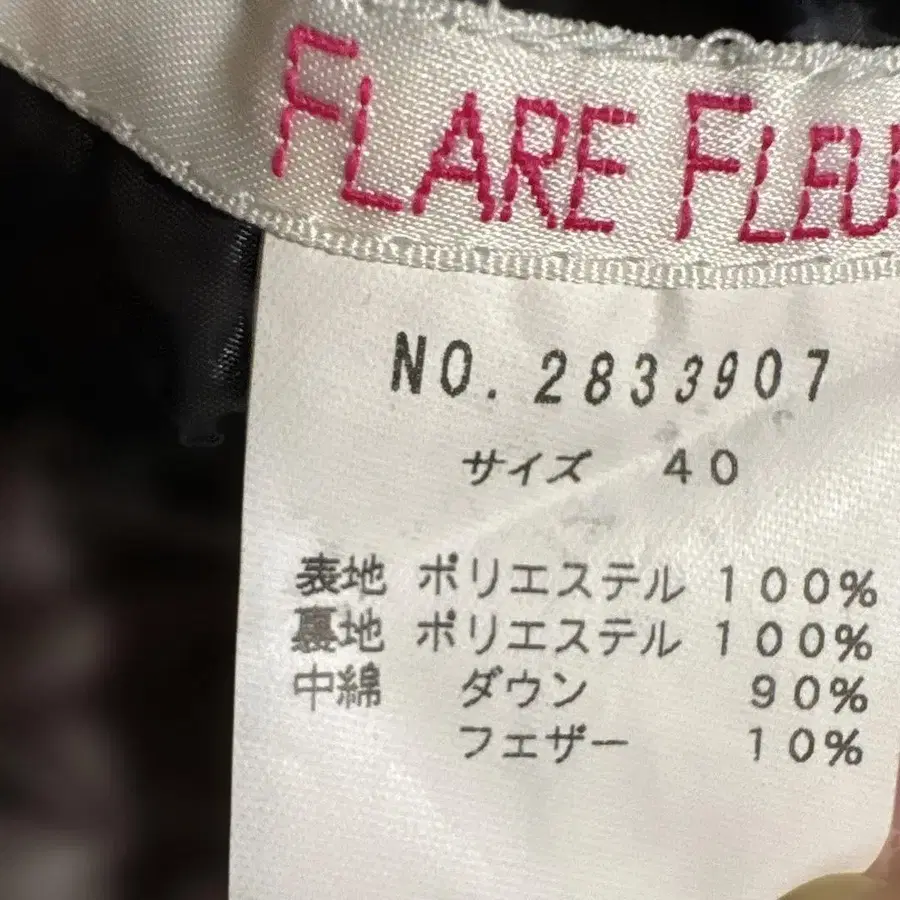 FLARE FLEU
NO. 2833907
サイズ 40
表地 ポリエステル 100%
裏地 ポリエステル 100%
中綿 ダウン 90%
フェザー 10%